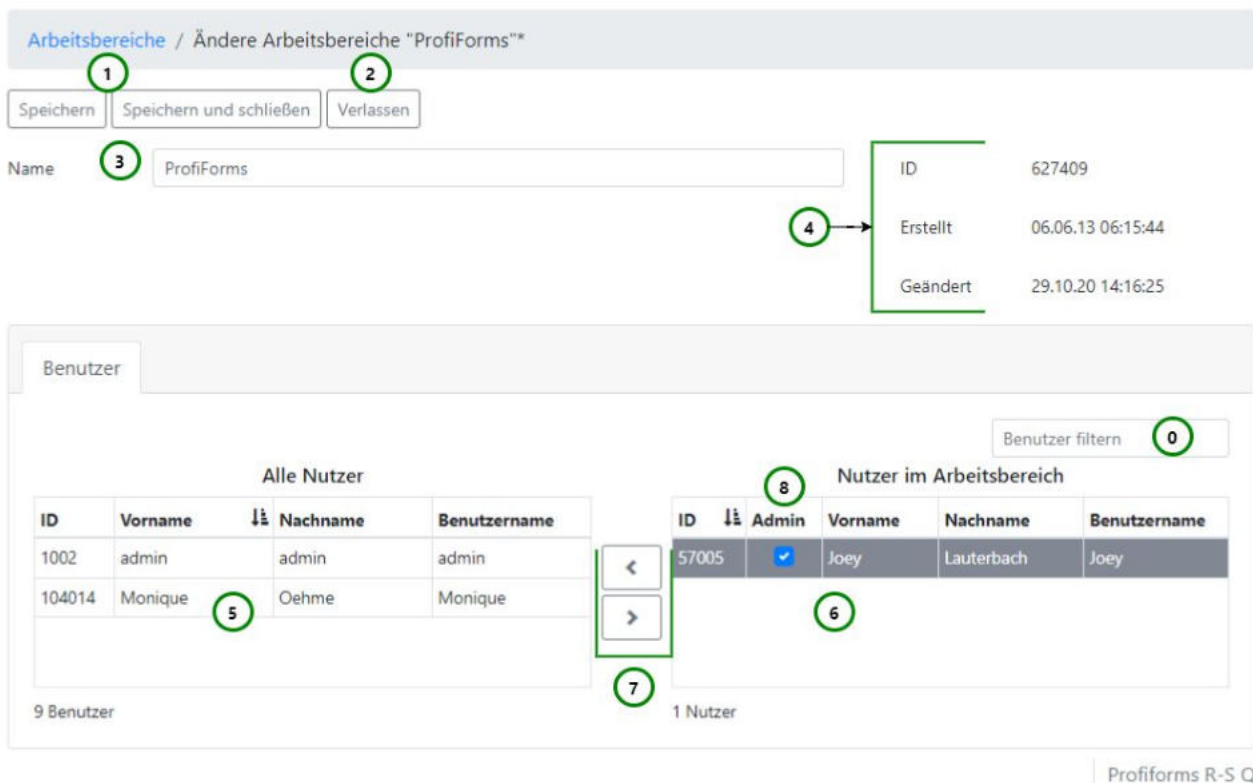 Arbeitsbereiche / Ändere Arbeitsbereiche "ProfiForms"*
1 2
Speichern Speichern und schließen Verlassen
Name 3 ProfiForms ID 627409
4 Erstellt 06.06.13 06:15:44
Geändert 29.10.20 14:16:25
Benutzer
Benutzer filtern 0
Alle Nutzer 8 Nutzer im Arbeitsbereich
ID Vorname Nachname Benutzername ID Admin Vorname Nachname Benutzername
1002 admin admin admin 57005 Joey Lauterbach Joey
104014 Monique 5 Oehme Monique 6
7
9 Benutzer 1 Nutzer
Profiforms R-S